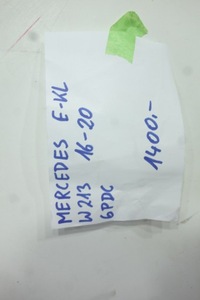 MERCEDES E-KL
W213 16-20
6PDC
1400,-